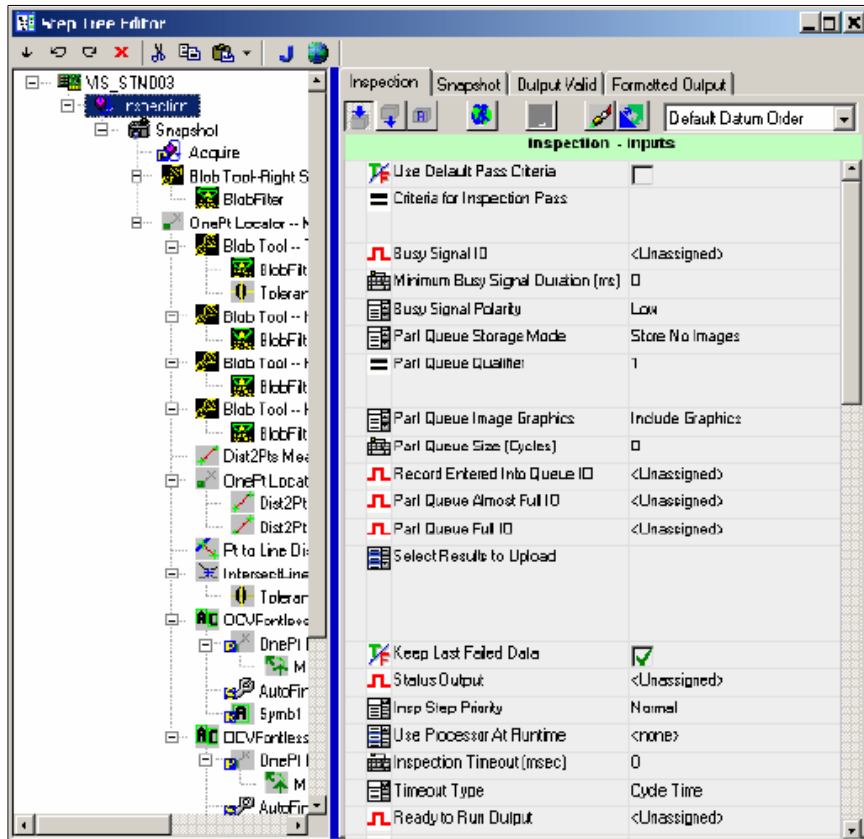 Step Tree Editor
VIS_STND03
Inspection
Snapshot
Acquire
Blob Tool-Right S
BlobFilter
OnePt Locator -- M
Blob Tool -- T
BlobFilt
Toleran
Blob Tool -- H
BlobFilt
Blob Tool -- H
BlobFilt
Blob Tool -- H
BlobFilt
Dist2Pts Mea
OnePt Locat
Dist2Pt
Dist2Pt
Pt to Line Di
IntersectLine
Toleran
OCVFontless
OnePt
M
AutoFin
Symb1
OCVFontless
OnePt
M
AutoFin
Inspection Snapshot Output Valid Formatted Output
Default Datum Order
Inspection - Inputs
Use Default Pass Criteria
Criteria for Inspection Pass
Busy Signal IO <Unassigned>
Minimum Busy Signal Duration (ms) 0
Busy Signal Polarity Low
Part Queue Storage Mode Store No Images
Part Queue Qualifier 1
Part Queue Image Graphics Include Graphics
Part Queue Size (Cycles) 0
Record Entered Into Queue IO <Unassigned>
Part Queue Almost Full IO <Unassigned>
Part Queue Full IO <Unassigned>
Select Results to Upload
Keep Last Failed Data
Status Output <Unassigned>
Insp Step Priority Normal
Use Processor At Runtime <none>
Inspection Timeout (msec) 0
Timeout Type Cycle Time
Ready to Run Output <Unassigned>